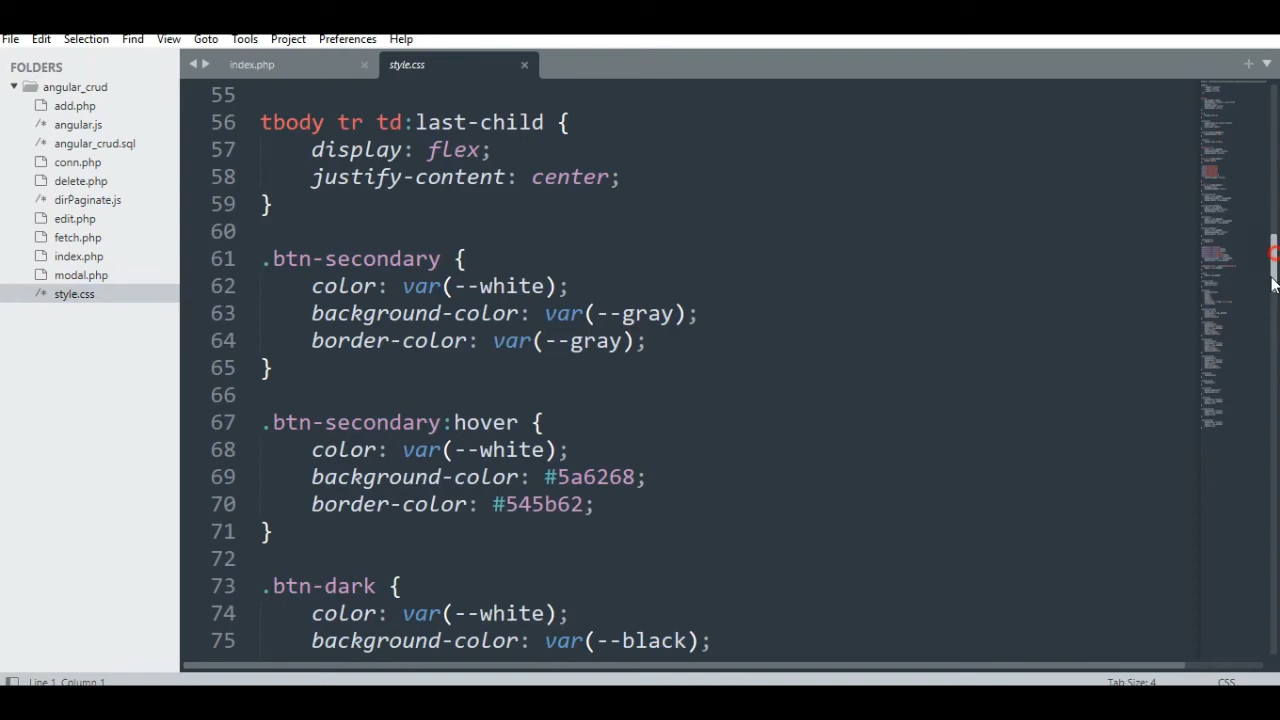 File Edit Selection Find View Goto Tools Project Preferences Help
FOLDERS
angular_crud
add.php
/* angular.js
/* angular_crud.sql
conn.php
delete.php
/* dirPaginate.js
edit.php
fetch.php
index.php
modal.php
/* style.css
index.php × style.css ×
55
56 tbody tr td:last-child {
57 display: flex;
58 justify-content: center;
59 }
60
61 .btn-secondary {
62 color: var(--white);
63 background-color: var(--gray);
64 border-color: var(--gray);
65 }
66
67 .btn-secondary:hover {
68 color: var(--white);
69 background-color: #5a6268;
70 border-color: #545b62;
71 }
72
73 .btn-dark {
74 color: var(--white);
75 background-color: var(--black);
Line 1, Column 1 Tab Size: 4 CSS